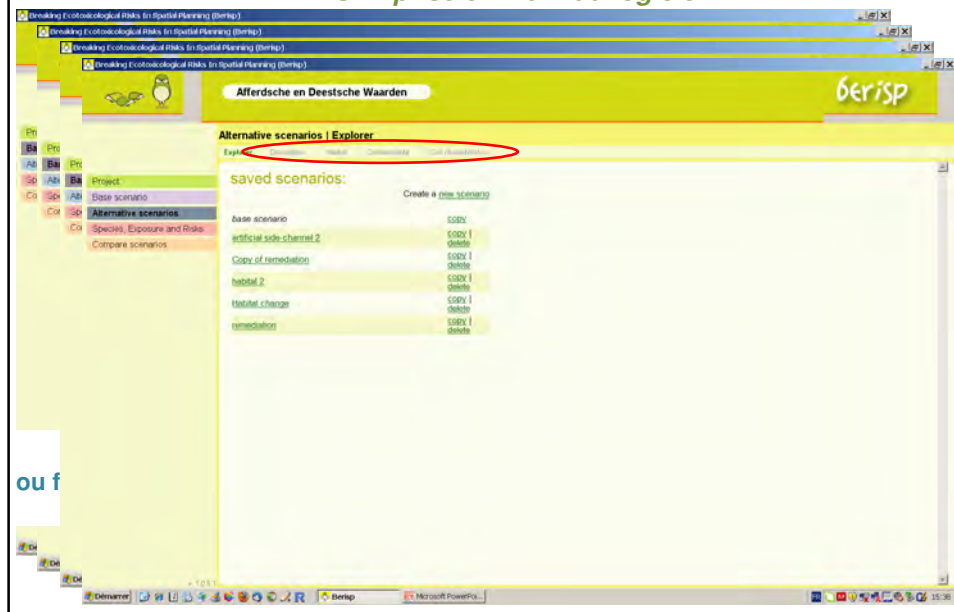 Breaking Ecotoxicological Risks In Spatial Planning (Berisp)
Breaking Ecotoxicological Risks In Spatial Planning (Berisp)
Breaking Ecotoxicological Risks In Spatial Planning (Berisp)
Breaking Ecotoxicological Risks In Spatial Planning (Berisp)
Afferdsche en Deestsche Waarden
berisp
Alternative scenarios | Explorer
Explorer
Project
Base scenario
Alternative scenarios
Species, Exposure and Risks
Compare scenarios
saved scenarios:
Create a new scenario
base scenario copy
artificial side-channel 2 copy |
delete
Copy of remediation copy |
delete
habitat 2 copy |
delete
Habitat change copy |
delete
remediation copy |
delete
ou f
Démarrer Berisp Microsoft PowerPoi... 15:38